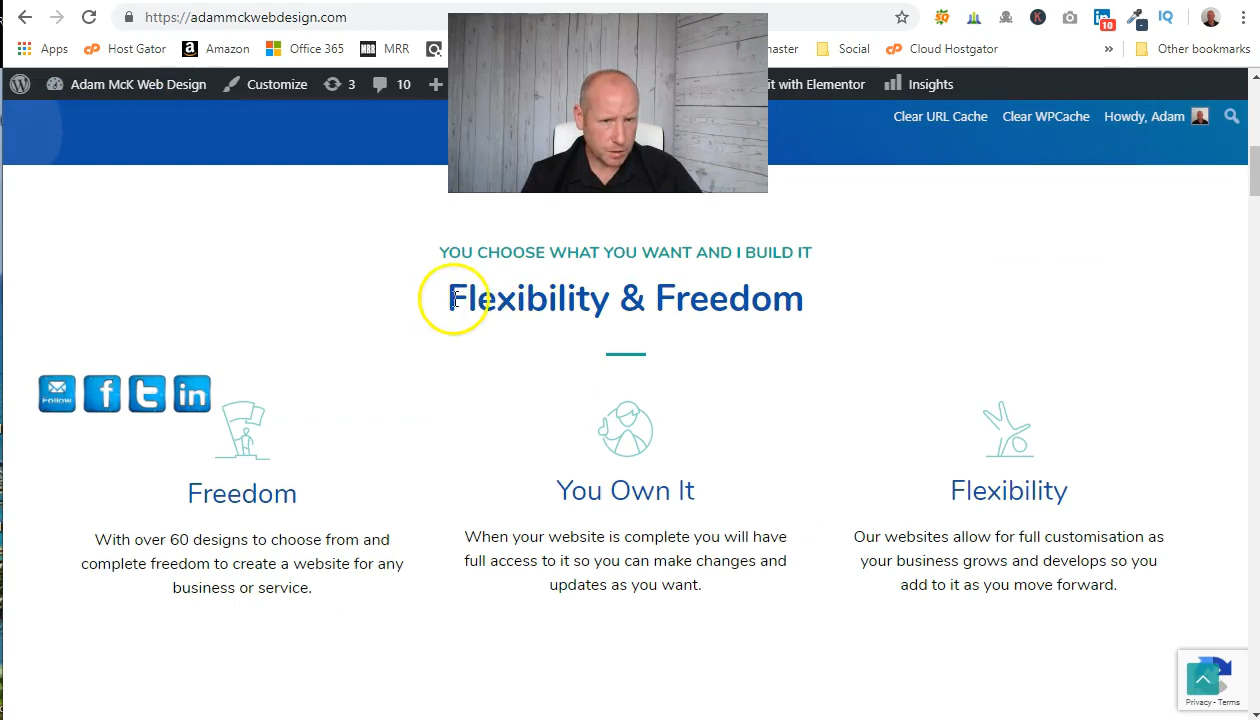 https://adammckwebdesign.com
10
Apps
Host Gator
Amazon
Office 365
MRR
MRR
Social
Cloud Hostgator
»
Other bookmarks
Adam McK Web Design
Customize
3
10
t with Elementor
Insights
Clear URL Cache
Clear WPCache
Howdy, Adam
YOU CHOOSE WHAT YOU WANT AND I BUILD IT
Flexibility & Freedom
FOLLOW
f
t
in
Freedom
With over 60 designs to choose from and
complete freedom to create a website for any
business or service.
You Own It
When your website is complete you will have
full access to it so you can make changes and
updates as you want.
Flexibility
Our websites allow for full customisation as
your business grows and develops so you
add to it as you move forward.
Privacy - Terms